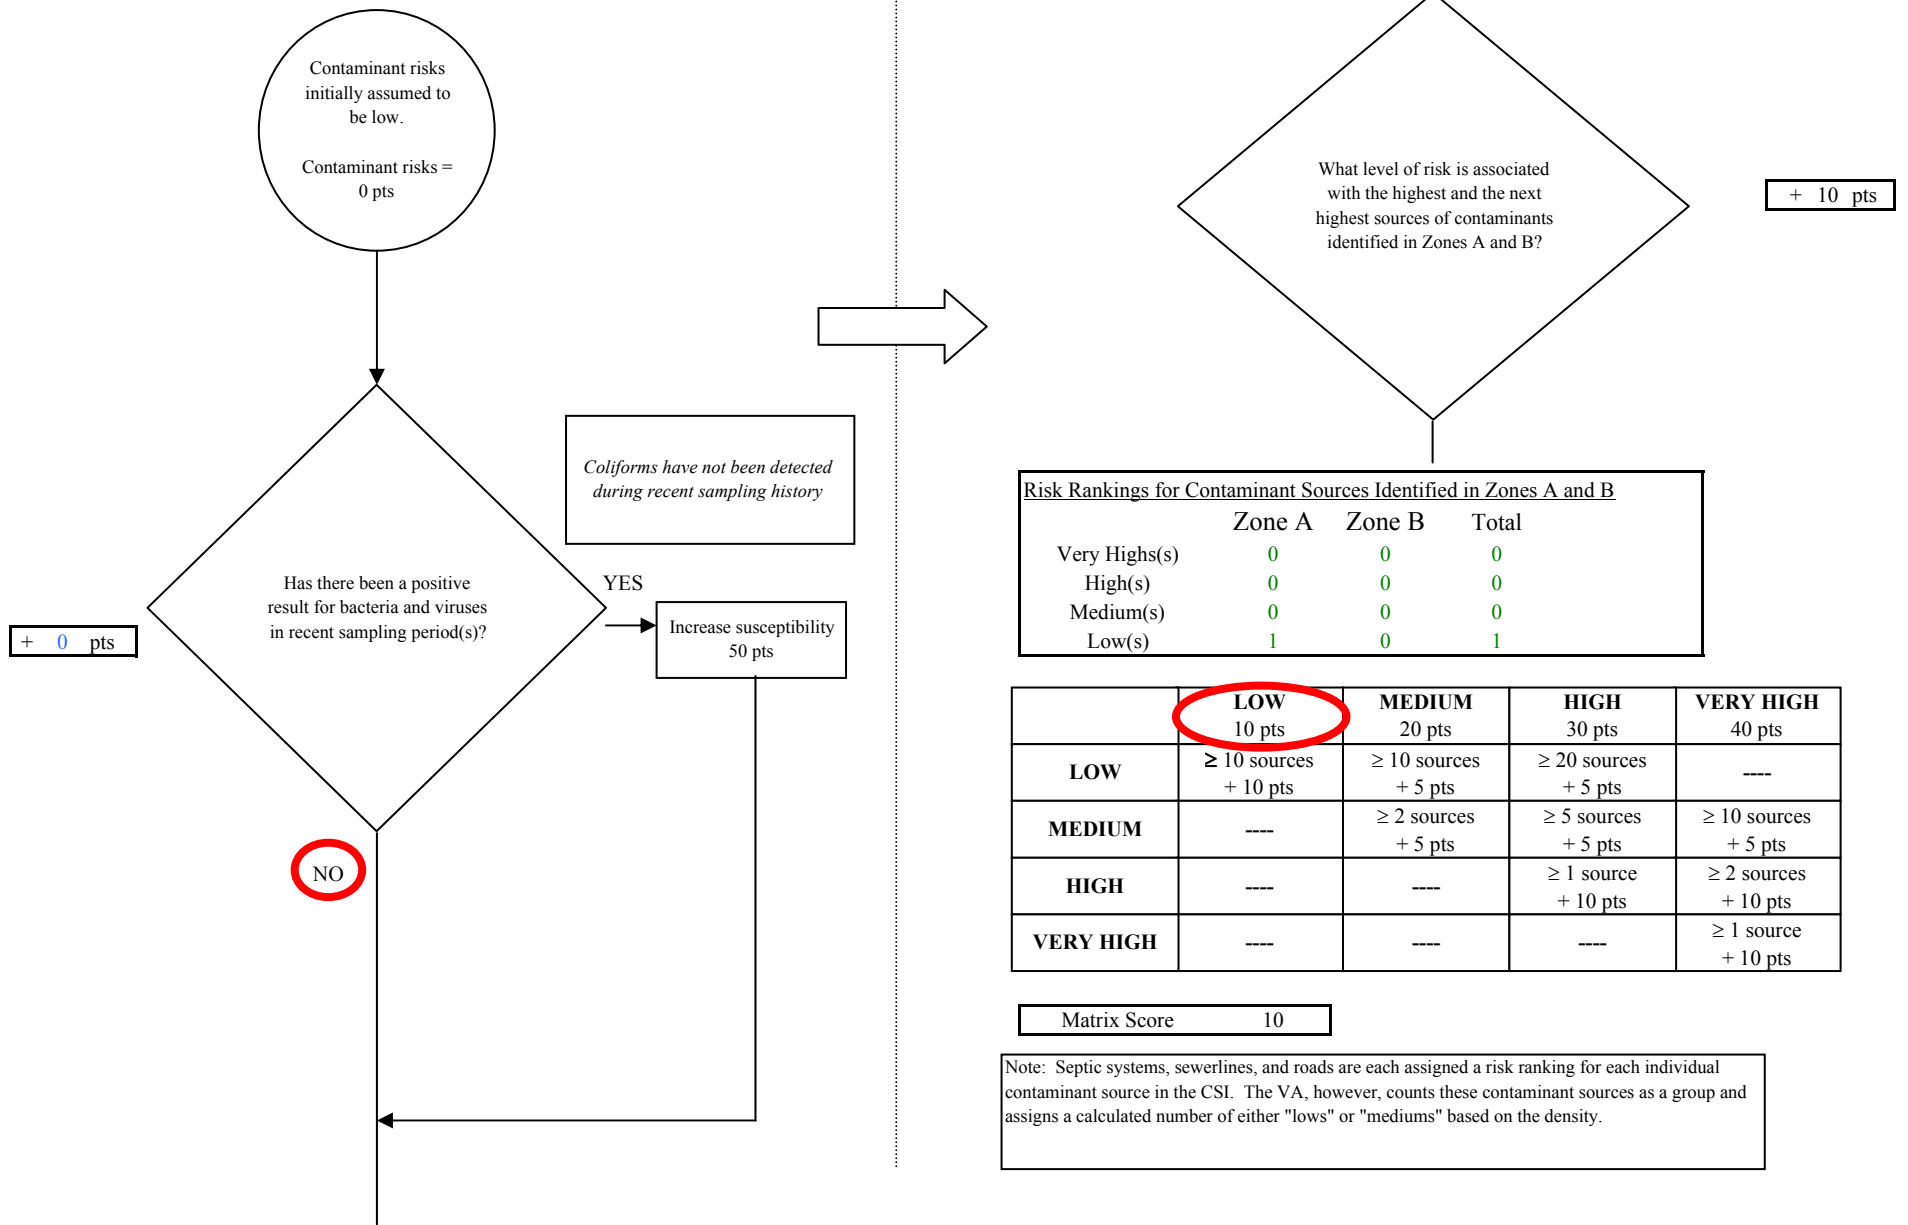 Contaminant risks
initially assumed to
be low.
Contaminant risks =
0 pts
Coliforms have not been detected
during recent sampling history
Has there been a positive
result for bacteria and viruses
in recent sampling period(s)?
YES
Increase susceptibility
50 pts
+ 0 pts
NO
What level of risk is associated
with the highest and the next
highest sources of contaminants
identified in Zones A and B?
+ 10 pts
Risk Rankings for Contaminant Sources Identified in Zones A and B
Zone A Zone B Total
Very Highs(s) 0 0 0
High(s) 0 0 0
Medium(s) 0 0 0
Low(s) 1 0 1
LOW MEDIUM HIGH VERY HIGH
10 pts 20 pts 30 pts 40 pts
LOW ≥ 10 sources ≥ 10 sources ≥ 20 sources ----
+ 10 pts + 5 pts + 5 pts
MEDIUM ---- ≥ 2 sources ≥ 5 sources ≥ 10 sources
+ 5 pts + 5 pts + 5 pts
HIGH ---- ---- ≥ 1 source ≥ 2 sources
+ 10 pts + 10 pts
VERY HIGH ---- ---- ---- ≥ 1 source
+ 10 pts
Matrix Score 10
Note: Septic systems, sewerlines, and roads are each assigned a risk ranking for each individual
contaminant source in the CSI. The VA, however, counts these contaminant sources as a group and
assigns a calculated number of either "lows" or "mediums" based on the density.